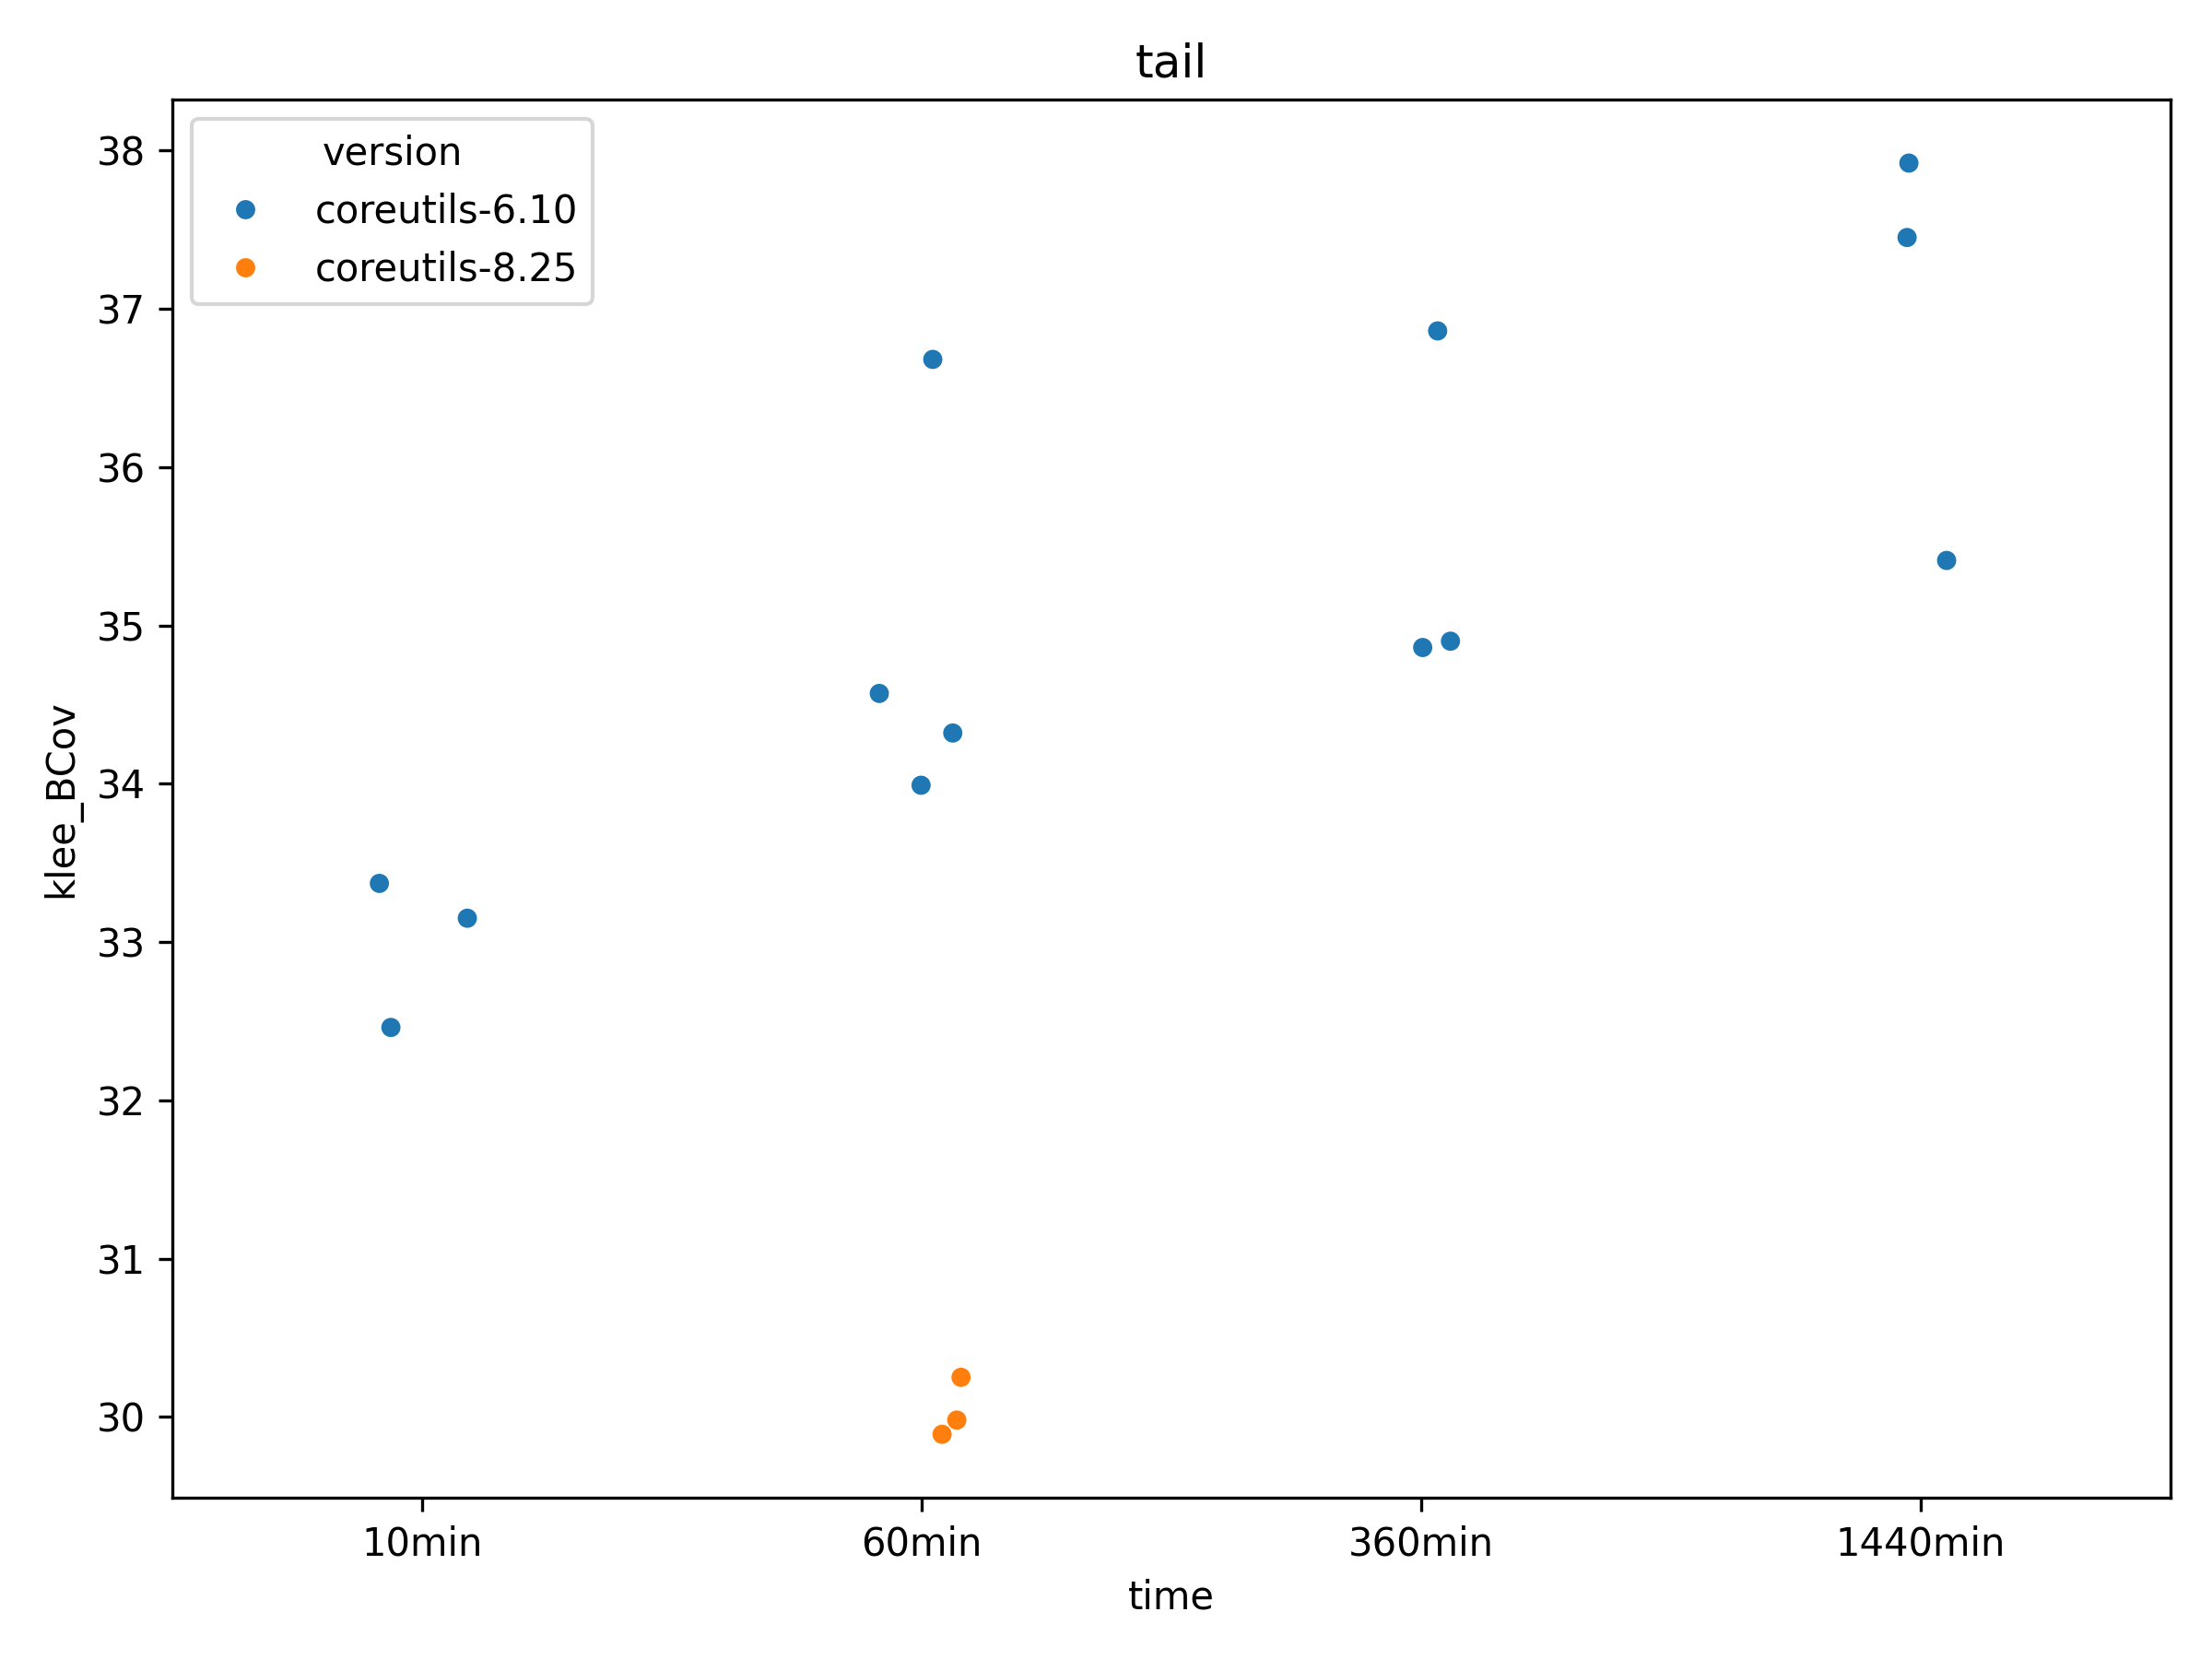 tail
version
coreutils-6.10
coreutils-8.25
klee_BCov
38
37
36
35
34
33
32
31
30
10min
60min
360min
1440min
time